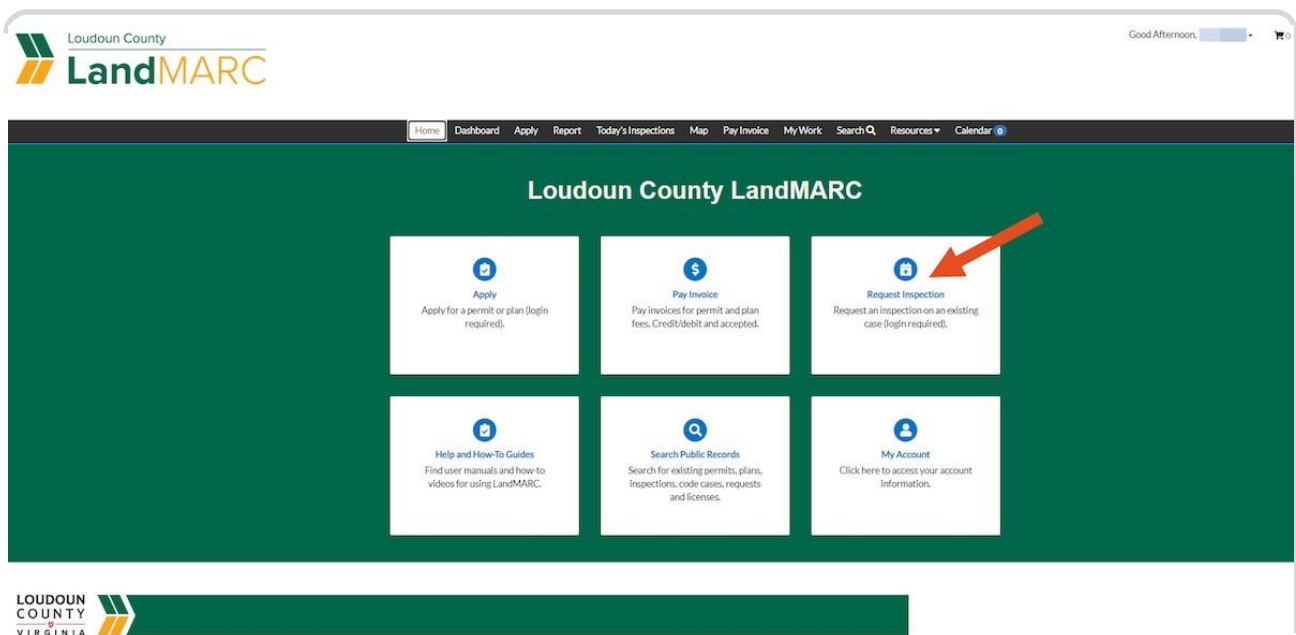 Loudoun County
LandMARC
Good Afternoon,
0
Home Dashboard Apply Report Today's Inspections Map Pay Invoice My Work Search Resources Calendar 0
Loudoun County LandMARC
Apply
Apply for a permit or plan (login
required).
Pay Invoice
Pay invoices for permit and plan
fees. Credit/debit and accepted.
Request Inspection
Request an inspection on an existing
case (login required).
Help and How-To Guides
Find user manuals and how-to
videos for using LandMARC.
Search Public Records
Search for existing permits, plans,
inspections, code cases, requests
and licenses.
My Account
Click here to access your account
information.
LOUDOUN
COUNTY
VIRGINIA